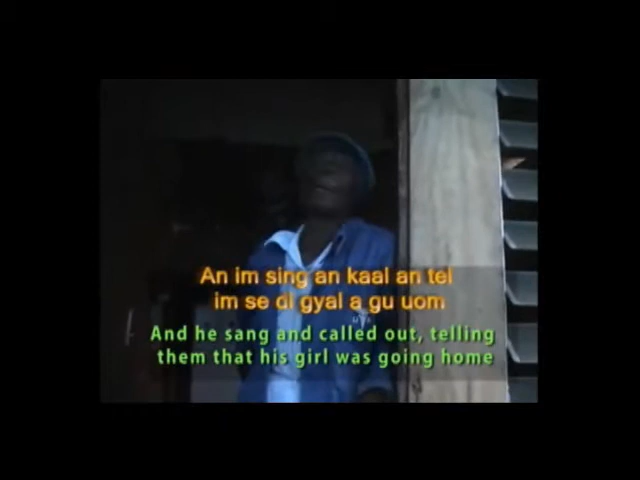 An im sing an kaal an tel
im se di gyal a gu uom
And he sang and called out, telling
them that his girl was going home